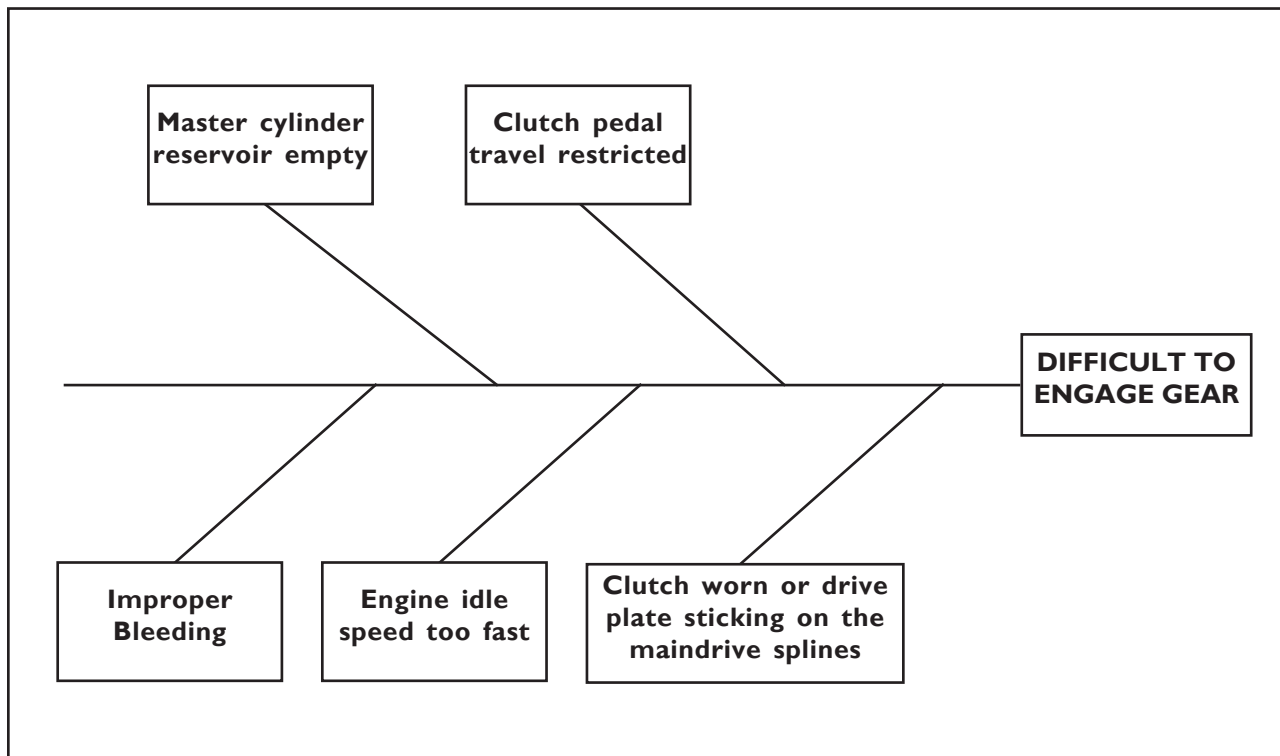 Master cylinder
reservoir empty
Clutch pedal
travel restricted
DIFFICULT TO
ENGAGE GEAR
Improper
Bleeding
Engine idle
speed too fast
Clutch worn or drive
plate sticking on the
maindrive splines